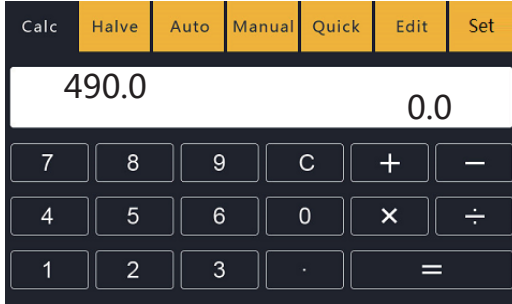 Calc Halve Auto Manual Quick Edit Set
490.0
0.0
7 8 9 C + −
4 5 6 0 × ÷
1 2 3 · =